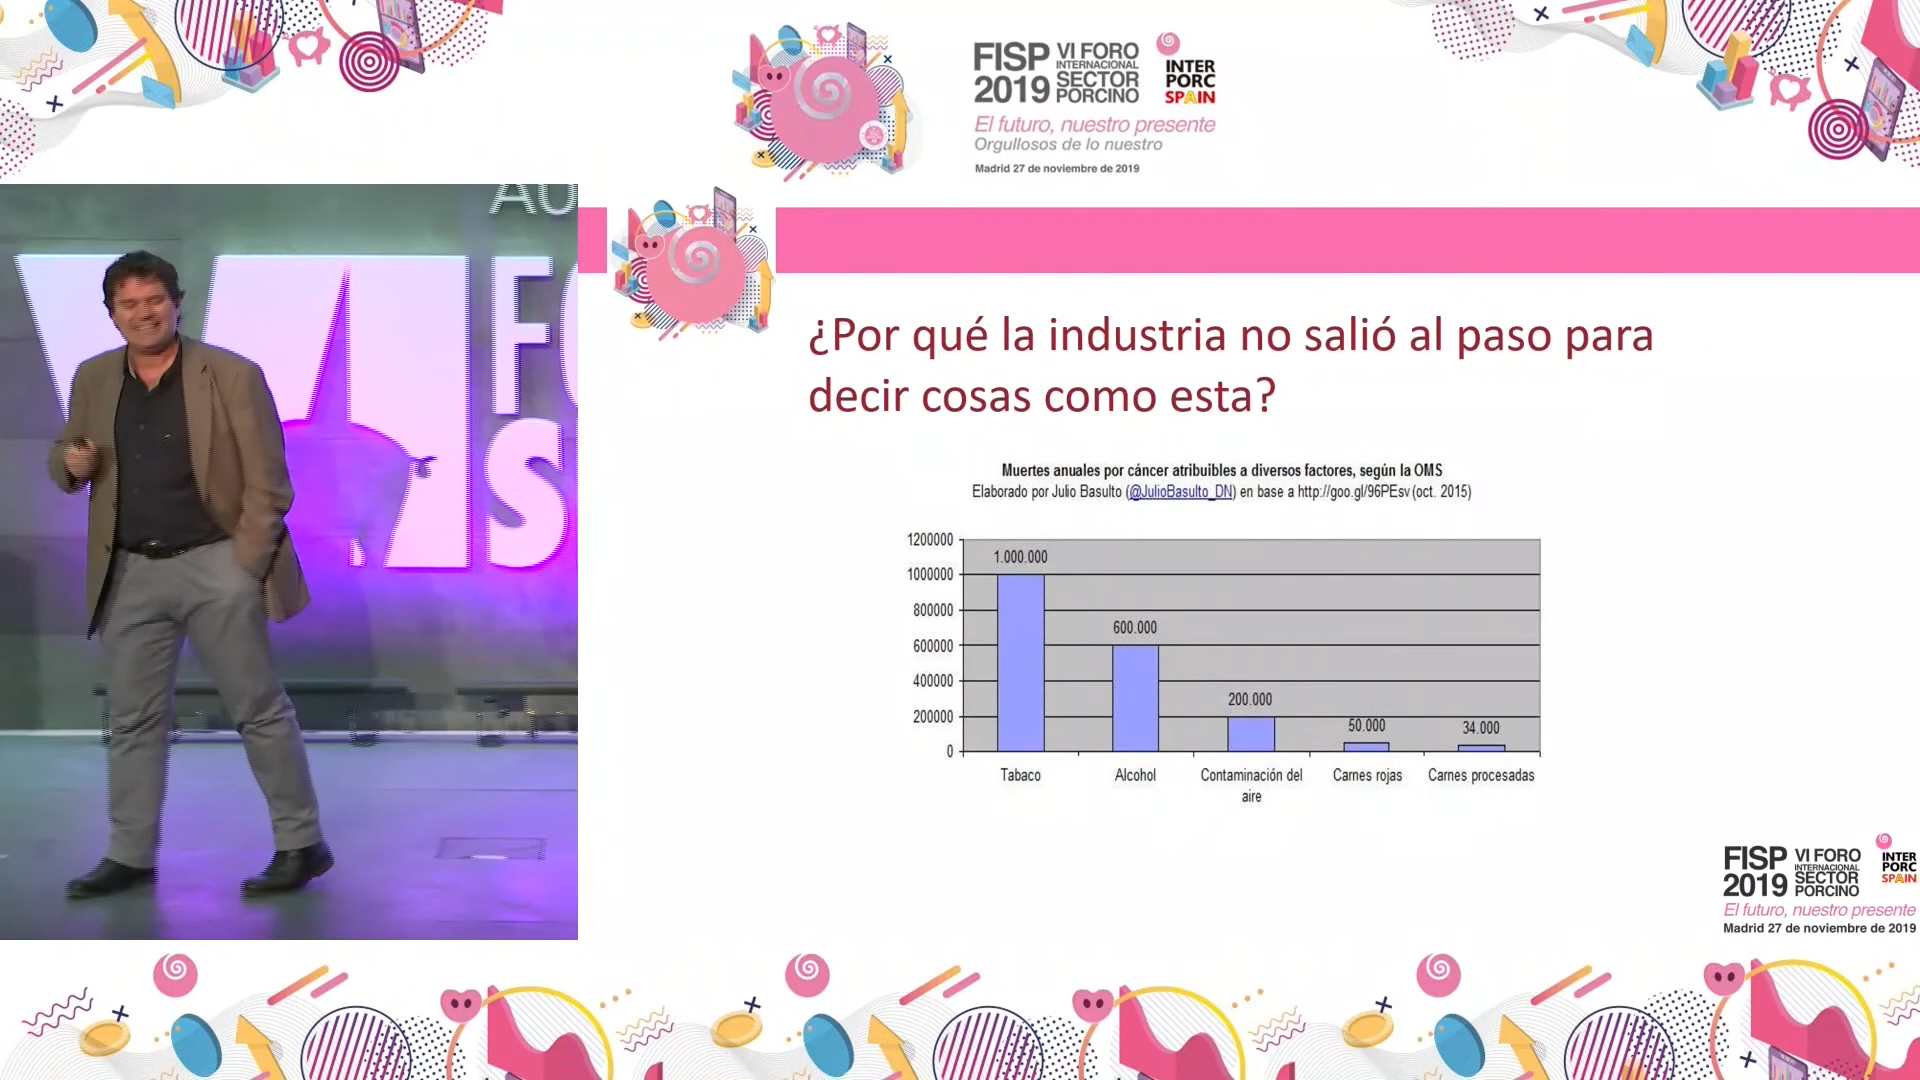 FISP
2019
VI FORO
INTERNACIONAL
SECTOR
PORCINO
INTER
PORC
SPAIN
El futuro, nuestro presente
Orgullosos de lo nuestro
Madrid 27 de noviembre de 2019
AU
VI
FO
S
¿Por qué la industria no salió al paso para
decir cosas como esta?
Muertes anuales por cáncer atribuibles a diversos factores, según la OMS
Elaborado por Julio Basulto (@JulioBasulto_DN) en base a http://goo.gl/96PEsv (oct. 2015)
1200000
1000000
800000
600000
400000
200000
0
1.000.000
600.000
200.000
50.000
34.000
Tabaco
Alcohol
Contaminación del
aire
Carnes rojas
Carnes procesadas
FISP
2019
VI FORO
INTERNACIONAL
SECTOR
PORCINO
INTER
PORC
SPAIN
El futuro, nuestro presente
Madrid 27 de noviembre de 2019